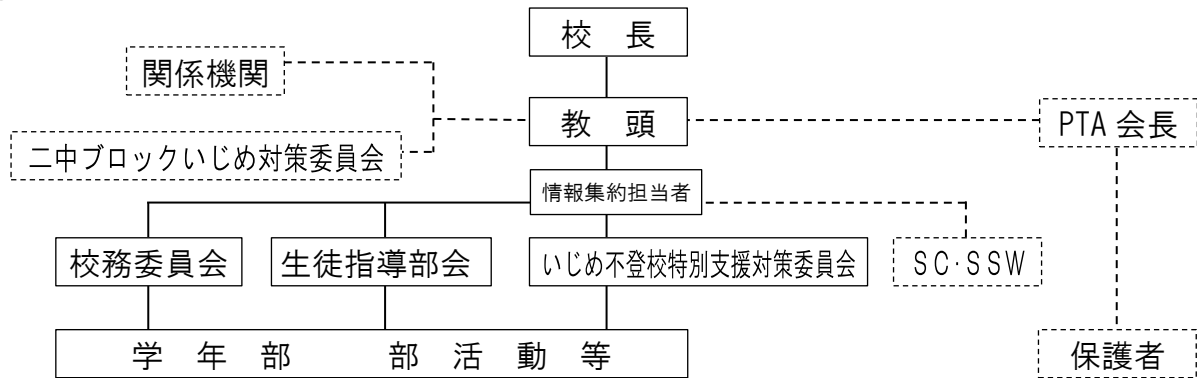 校　長
関係機関
教　頭
PTA 会長
二中ブロックいじめ対策委員会
情報集約担当者
校務委員会
生徒指導部会
いじめ不登校特別支援対策委員会
ＳＣ·ＳＳＷ
学　年　部　　　部　活　動　等
保護者